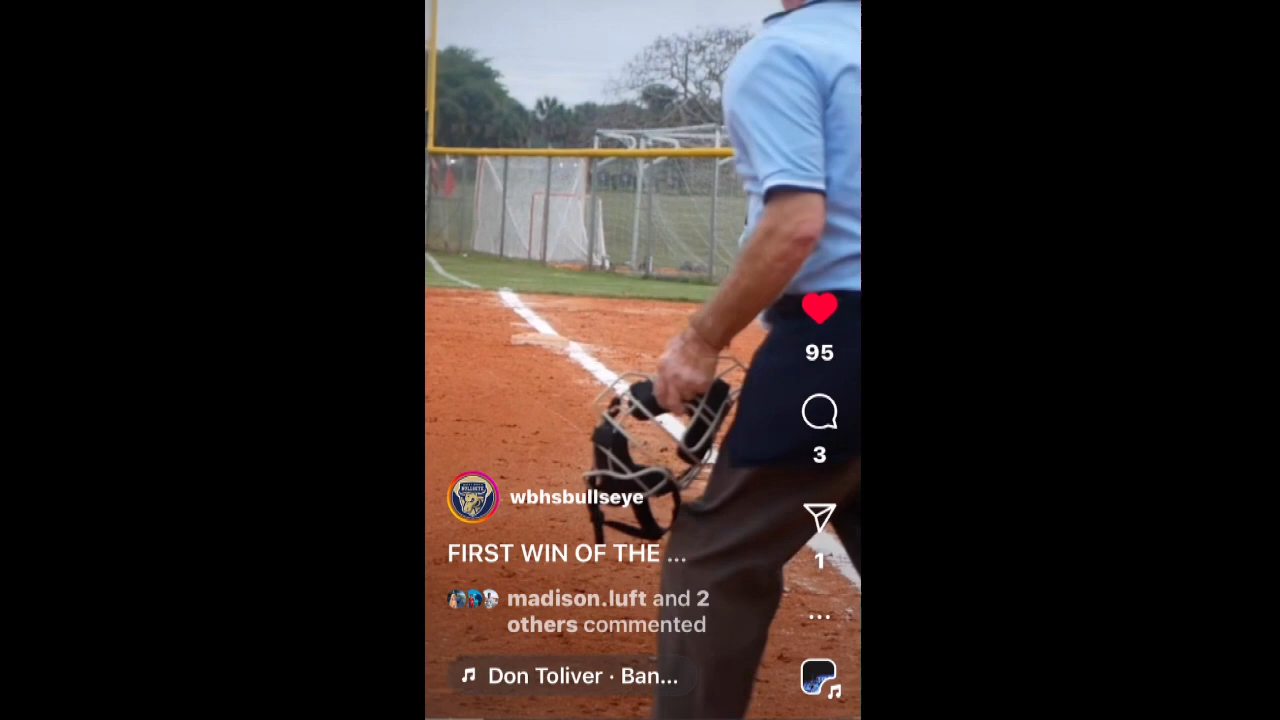 95
3
wbhsbullseye
FIRST WIN OF THE ...
1
madison.luft and 2
others commented
Don Toliver · Ban...